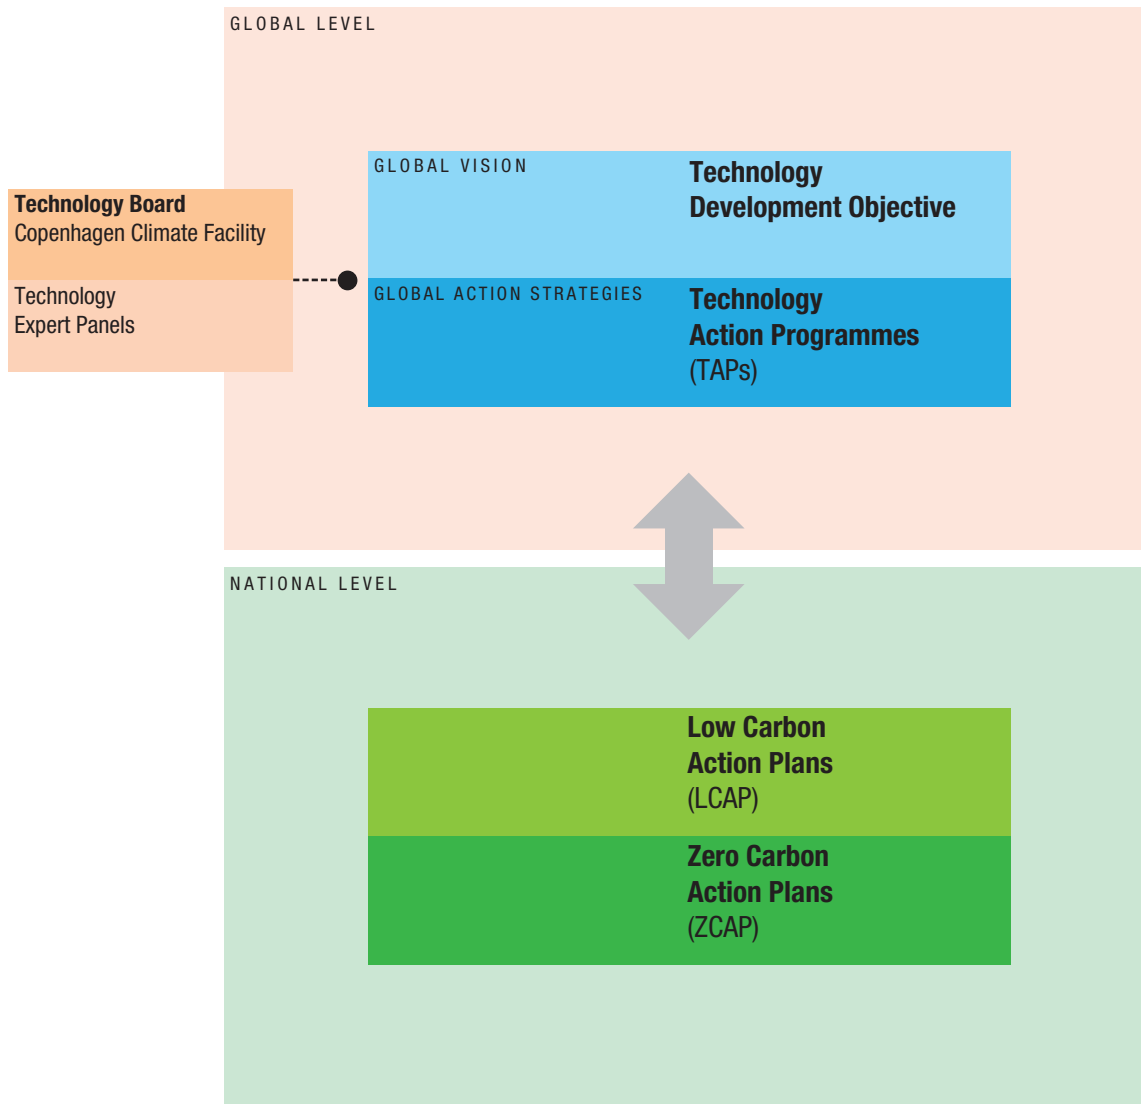 GLOBAL LEVEL
GLOBAL VISION
Technology
Development Objective
Technology Board
Copenhagen Climate Facility
Technology
Expert Panels
GLOBAL ACTION STRATEGIES
Technology
Action Programmes
(TAPs)
NATIONAL LEVEL
Low Carbon
Action Plans
(LCAP)
Zero Carbon
Action Plans
(ZCAP)